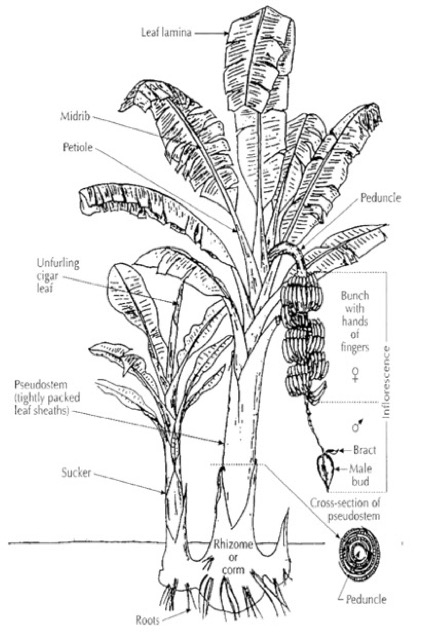 Leaf lamina
Midrib
Petiole
Peduncle
Unfurling
cigar
leaf
Bunch
with
hands
of
fingers
♀
Inflorescence
Pseudostem
(tightly packed
leaf sheaths)
♂
Bract
Male
bud
Sucker
Cross-section of
pseudostem
Rhizome
or
corm
Peduncle
Roots